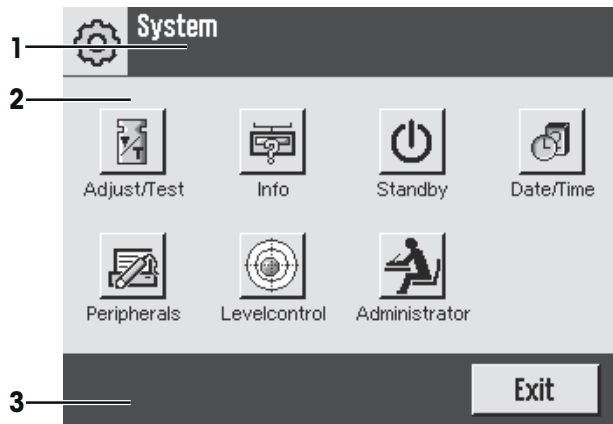 System
1
2
Adjust/Test Info Standby Date/Time
Peripherals Levelcontrol Administrator
3
Exit